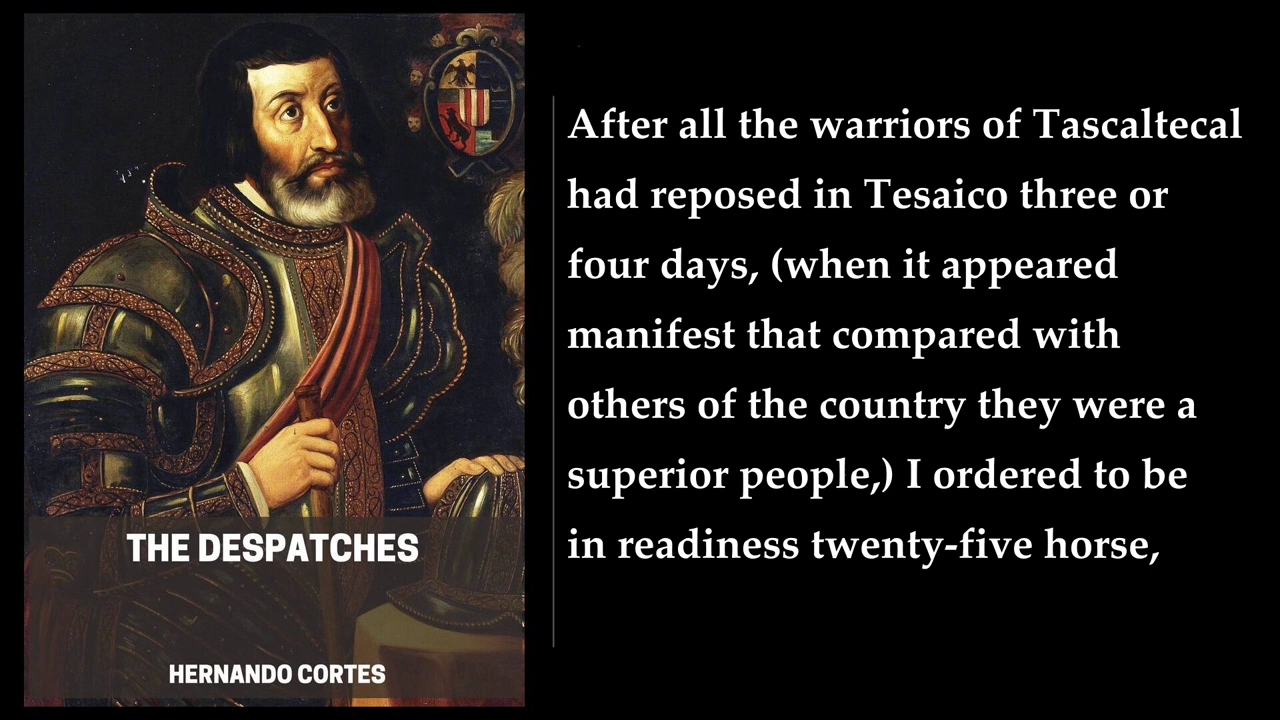 THE DESPATCHES
HERNANDO CORTES
After all the warriors of Tascaltecal
had reposed in Tesaico three or
four days, (when it appeared
manifest that compared with
others of the country they were a
superior people,) I ordered to be
in readiness twenty-five horse,